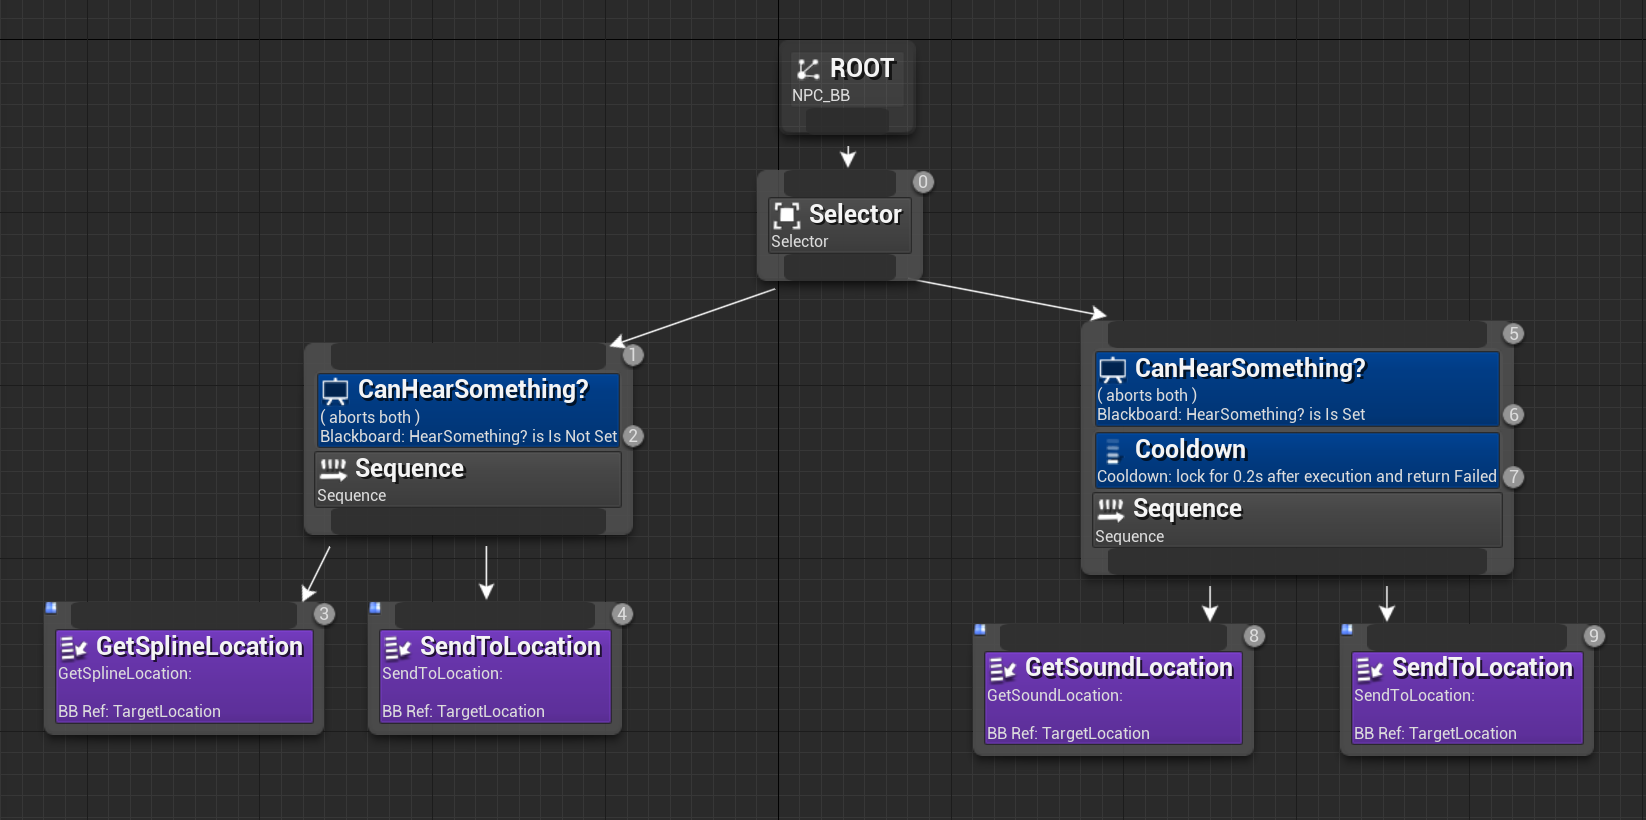 ROOT
NPC_BB
0
Selector
Selector
1
CanHearSomething?
( aborts both )
Blackboard: HearSomething? is Is Not Set
2
Sequence
Sequence
5
CanHearSomething?
( aborts both )
Blackboard: HearSomething? is Is Set
6
Cooldown
Cooldown: lock for 0.2s after execution and return Failed
7
Sequence
Sequence
3
GetSplineLocation
GetSplineLocation:
BB Ref: TargetLocation
4
SendToLocation
SendToLocation:
BB Ref: TargetLocation
8
GetSoundLocation
GetSoundLocation:
BB Ref: TargetLocation
9
SendToLocation
SendToLocation:
BB Ref: TargetLocation